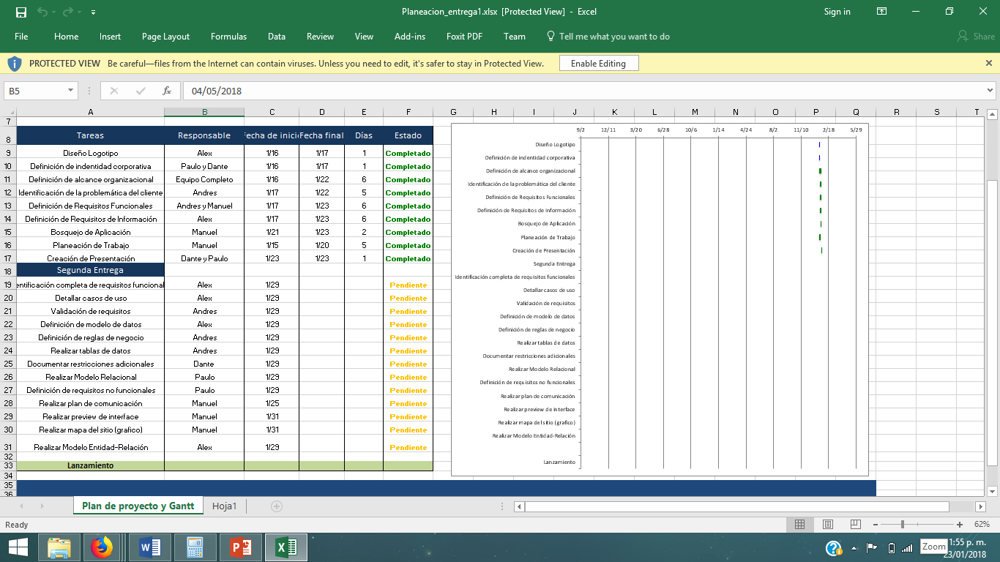 Planeacion_entrega1.xlsx [Protected View] - Excel
Sign in
File Home Insert Page Layout Formulas Data Review View Add-ins Foxit PDF Team Tell me what you want to do Share
PROTECTED VIEW Be careful—files from the Internet can contain viruses. Unless you need to edit, it's safer to stay in Protected View. Enable Editing
B5 fx 04/05/2018
A B C D E F G H I J K L M N O P Q R S T
7
8 Tareas Responsable Fecha de inicio Fecha final Días Estado
9 Diseño Logotipo Alex 1/16 1/17 1 Completado
10 Definición de indentidad corporativa Paulo y Dante 1/16 1/17 1 Completado
11 Definición de alcance organizacional Equipo Completo 1/16 1/22 6 Completado
12 Identificación de la problemática del cliente Andres 1/17 1/22 5 Completado
13 Definición de Requisitos Funcionales Andres y Manuel 1/17 1/23 6 Completado
14 Definición de Requisitos de Información Alex 1/17 1/23 6 Completado
15 Bosquejo de Aplicación Manuel 1/21 1/23 2 Completado
16 Planeación de Trabajo Manuel 1/15 1/20 5 Completado
17 Creación de Presentación Dante y Paulo 1/23 1/23 1 Completado
18 Segunda Entrega
19 entificación completa de requisitos funcional Alex 1/29 Pendiente
20 Detallar casos de uso Alex 1/29 Pendiente
21 Validación de requisitos Andres 1/29 Pendiente
22 Definición de modelo de datos Alex 1/29 Pendiente
23 Definición de reglas de negocio Andres 1/29 Pendiente
24 Realizar tablas de datos Andres 1/29 Pendiente
25 Documentar restricciones adicionales Dante 1/29 Pendiente
26 Realizar Modelo Relacional Paulo 1/29 Pendiente
27 Definición de requisitos no funcionales Paulo 1/29 Pendiente
28 Realizar plan de comunicación Manuel 1/25 Pendiente
29 Realizar preview de interface Manuel 1/31 Pendiente
30 Realizar mapa del sitio (grafico) Manuel 1/31 Pendiente
31 Realizar Modelo Entidad-Relación Alex 1/29 Pendiente
32
33 Lanzamiento
34
35
36
9/2 12/11 3/20 6/28 10/6 1/14 4/24 8/2 11/10 2/18 5/29
Diseño Logotipo
Definición de indentidad corporativa
Definición de alcance organizacional
Identificación de la problemática del cliente
Definición de Requisitos Funcionales
Definición de Requisitos de Información
Bosquejo de Aplicación
Planeación de Trabajo
Creación de Presentación
Segunda Entrega
Identificación completa de requisitos funcionales
Detallar casos de uso
Validación de requisitos
Definición de modelo de datos
Definición de reglas de negocio
Realizar tablas de datos
Documentar restricciones adicionales
Realizar Modelo Relacional
Definición de requisitos no funcionales
Realizar plan de comunicación
Realizar preview de interface
Realizar mapa del sitio (grafico)
Realizar Modelo Entidad-Relación
Lanzamiento
Plan de proyecto y Gantt Hoja1
Ready 62%
Zoom 1:55 p. m.
23/01/2018